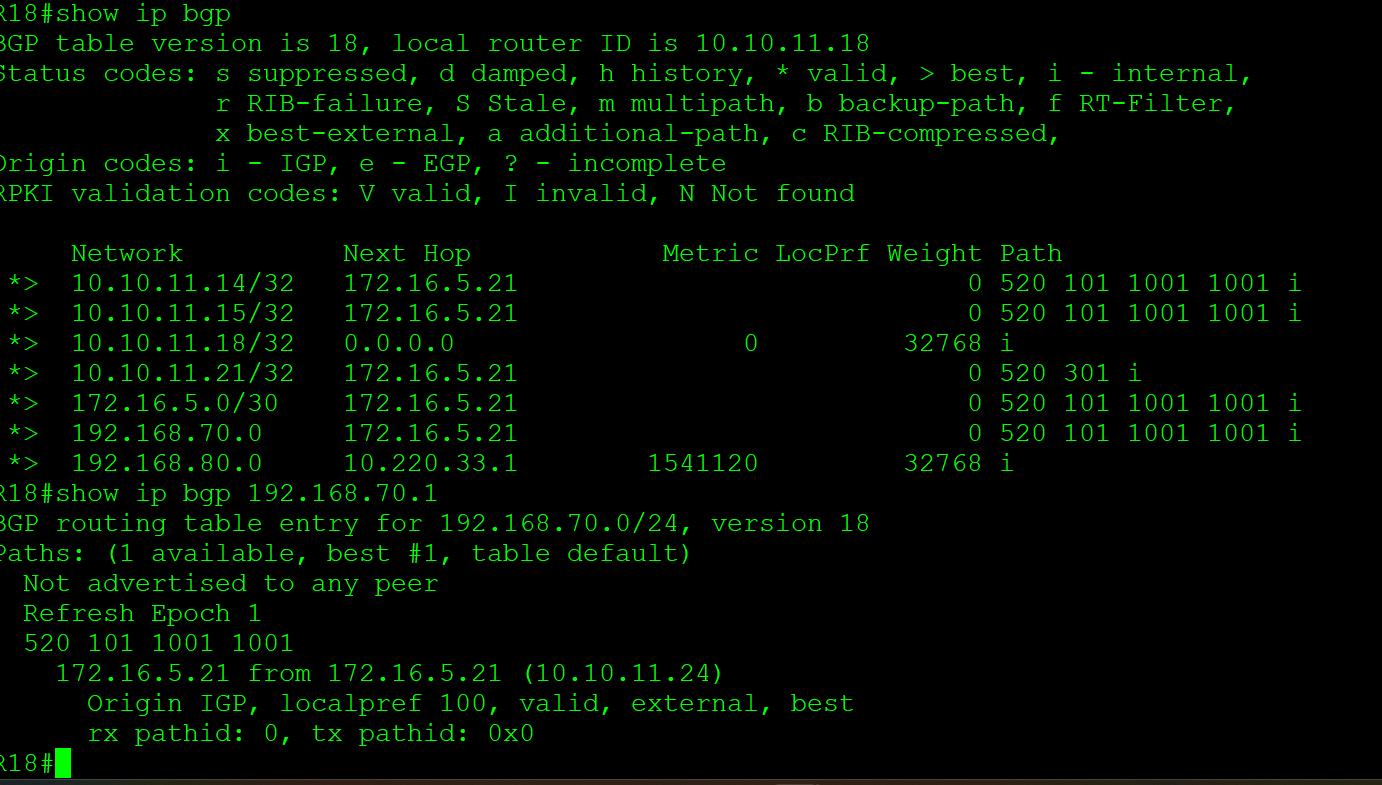 R18#show ip bgp
BGP table version is 18, local router ID is 10.10.11.18
Status codes: s suppressed, d damped, h history, * valid, > best, i - internal,
              r RIB-failure, S Stale, m multipath, b backup-path, f RT-Filter,
              x best-external, a additional-path, c RIB-compressed,
Origin codes: i - IGP, e - EGP, ? - incomplete
RPKI validation codes: V valid, I invalid, N Not found

     Network          Next Hop            Metric LocPrf Weight Path
 *>  10.10.11.14/32   172.16.5.21                            0 520 101 1001 1001 i
 *>  10.10.11.15/32   172.16.5.21                            0 520 101 1001 1001 i
 *>  10.10.11.18/32   0.0.0.0                  0         32768 i
 *>  10.10.11.21/32   172.16.5.21                            0 520 301 i
 *>  172.16.5.0/30    172.16.5.21                            0 520 101 1001 1001 i
 *>  192.168.70.0     172.16.5.21                            0 520 101 1001 1001 i
 *>  192.168.80.0     10.220.33.1        1541120         32768 i
R18#show ip bgp 192.168.70.1
BGP routing table entry for 192.168.70.0/24, version 18
Paths: (1 available, best #1, table default)
  Not advertised to any peer
  Refresh Epoch 1
  520 101 1001 1001
    172.16.5.21 from 172.16.5.21 (10.10.11.24)
      Origin IGP, localpref 100, valid, external, best
      rx pathid: 0, tx pathid: 0x0
R18#